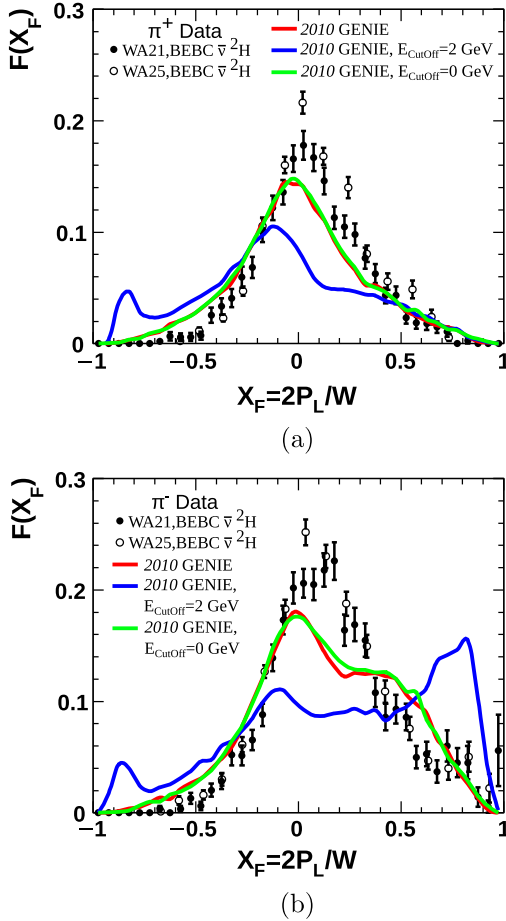 π+ Data
WA21,BEBC ν̅ ²H
WA25,BEBC ν̅ ²H
2010 GENIE
2010 GENIE, E_CutOff=2 GeV
2010 GENIE, E_CutOff=0 GeV
F(X_F)
0.3
0.2
0.1
0
−1
−0.5
0
0.5
1
X_F=2P_L/W
(a)
π- Data
WA21,BEBC ν̅ ²H
WA25,BEBC ν̅ ²H
2010 GENIE
2010 GENIE,
E_CutOff=2 GeV
2010 GENIE,
E_CutOff=0 GeV
F(X_F)
0.3
0.2
0.1
0
−1
−0.5
0
0.5
1
X_F=2P_L/W
(b)